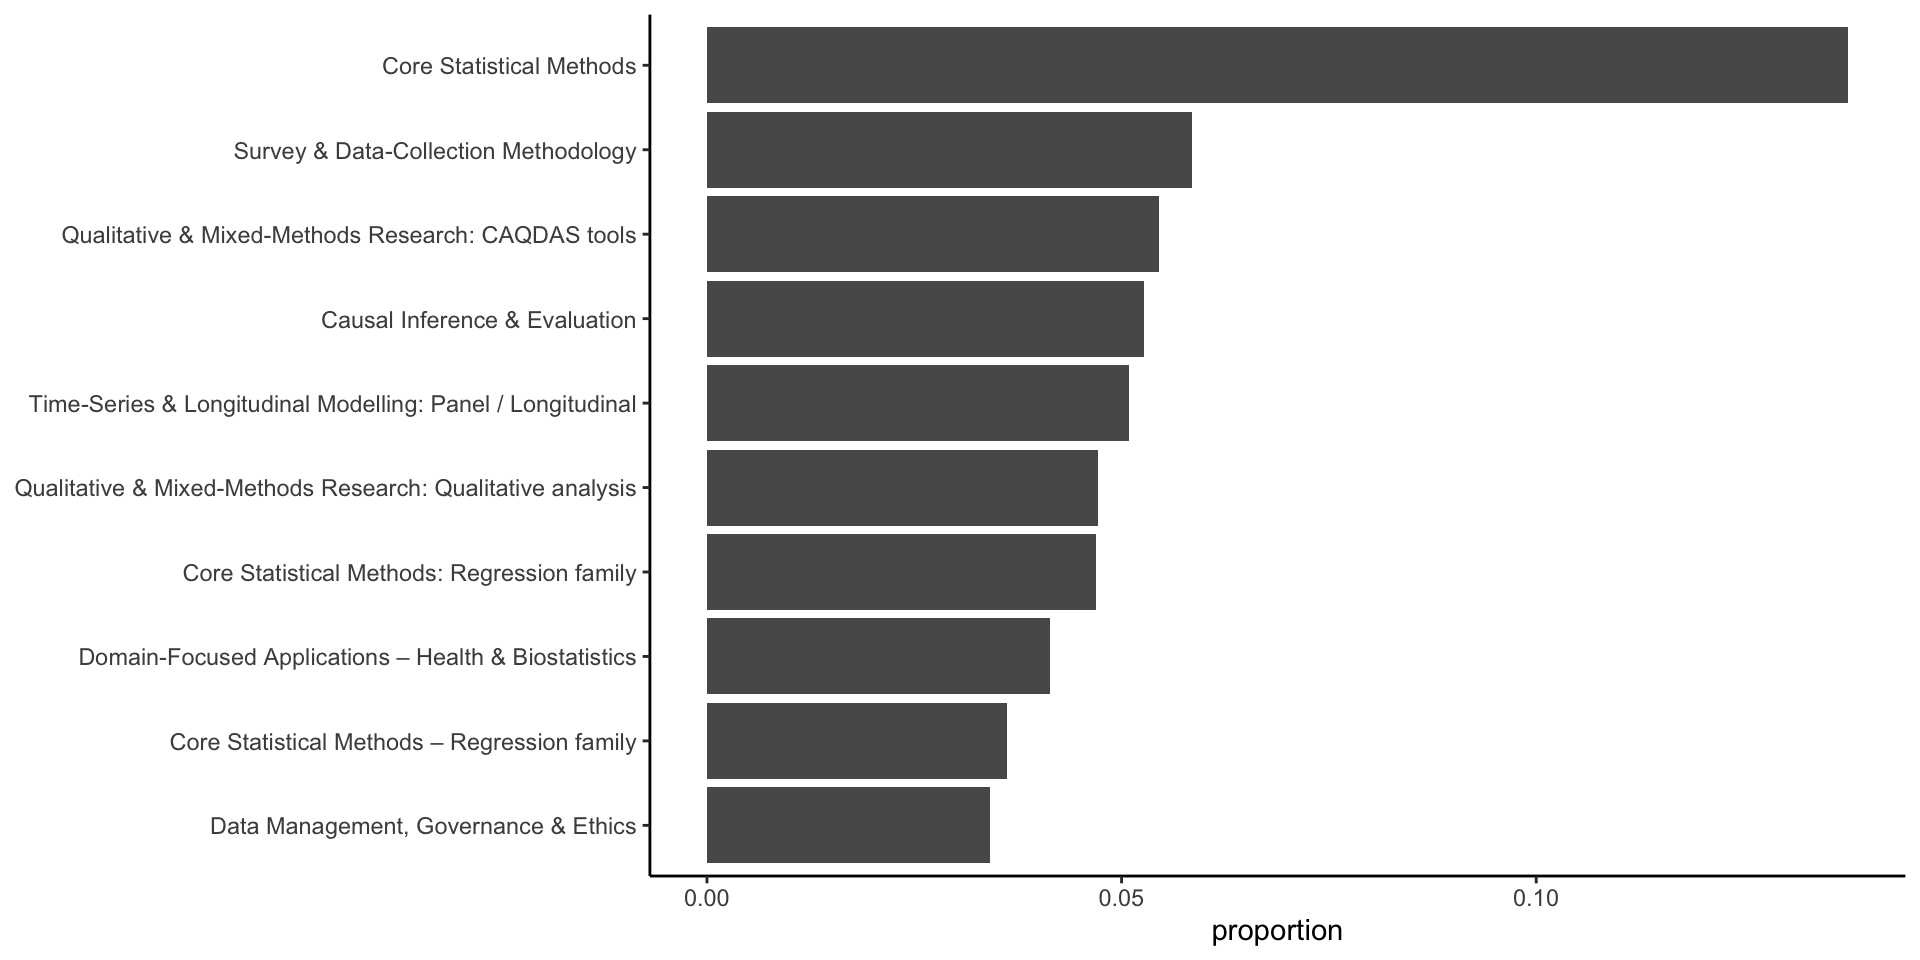 Core Statistical Methods
Survey & Data-Collection Methodology
Qualitative & Mixed-Methods Research: CAQDAS tools
Causal Inference & Evaluation
Time-Series & Longitudinal Modelling: Panel / Longitudinal
Qualitative & Mixed-Methods Research: Qualitative analysis
Core Statistical Methods: Regression family
Domain-Focused Applications – Health & Biostatistics
Core Statistical Methods – Regression family
Data Management, Governance & Ethics
0.00 0.05 0.10
proportion